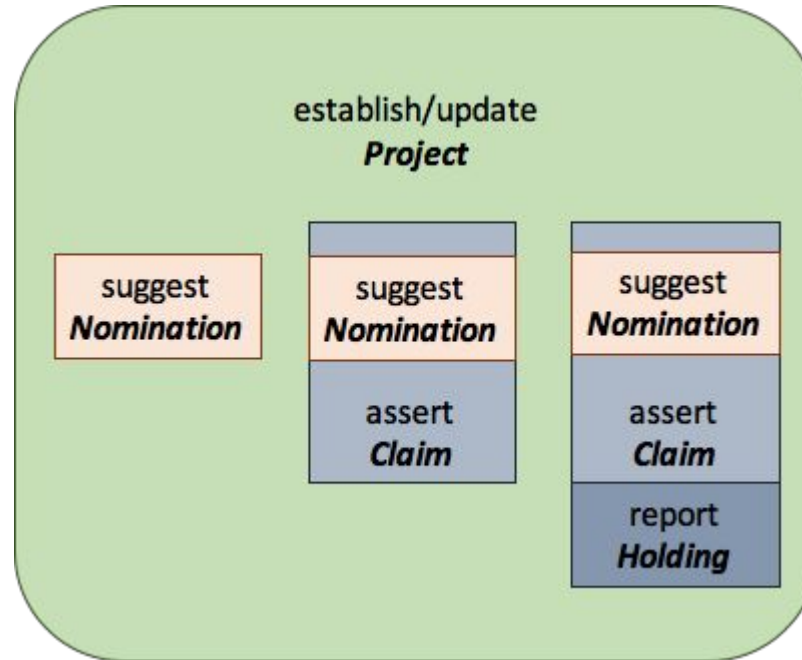 establish/update
Project
suggest
Nomination
suggest
Nomination
assert
Claim
suggest
Nomination
assert
Claim
report
Holding